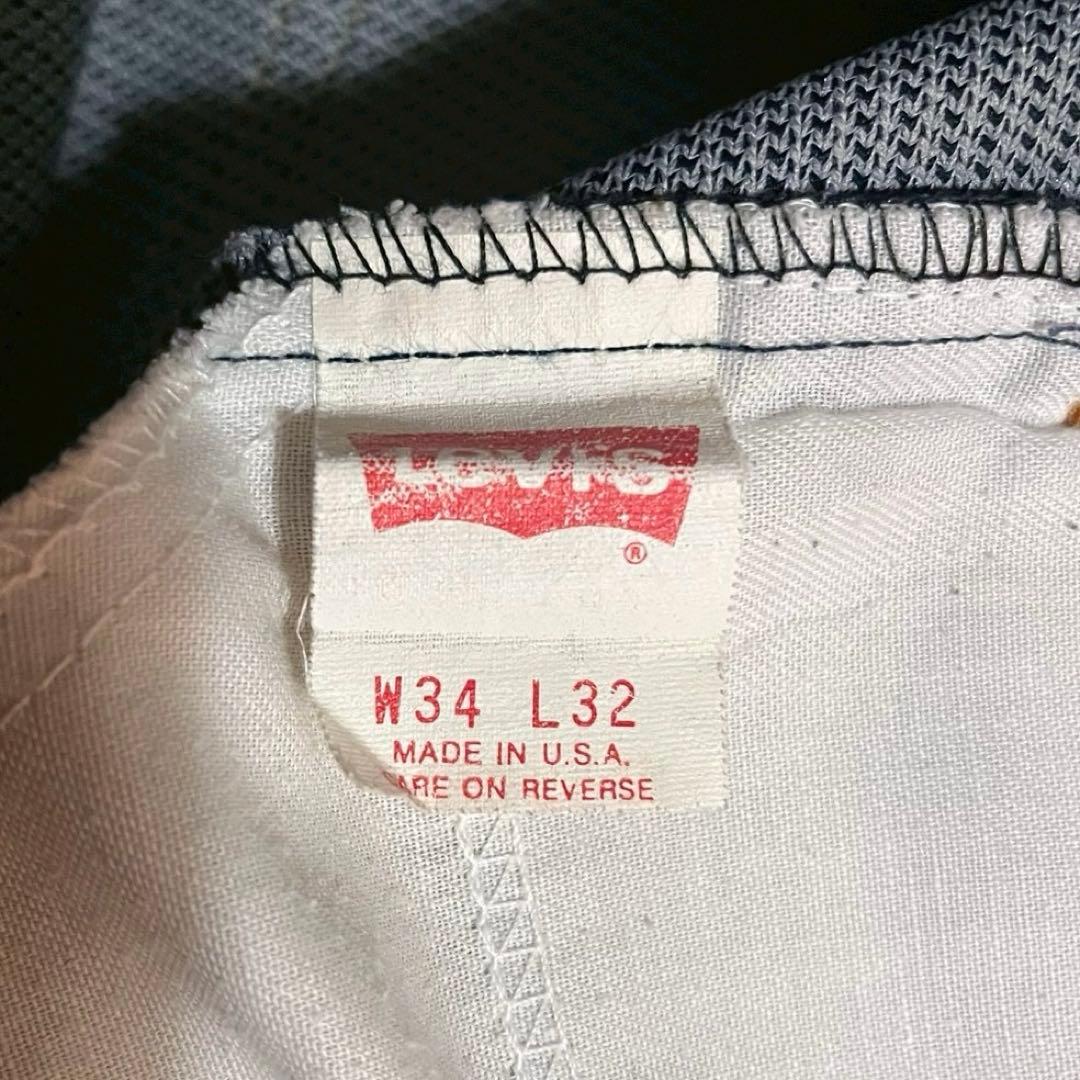 Levi's
®
W34 L32
MADE IN U.S.A.
CARE ON REVERSE